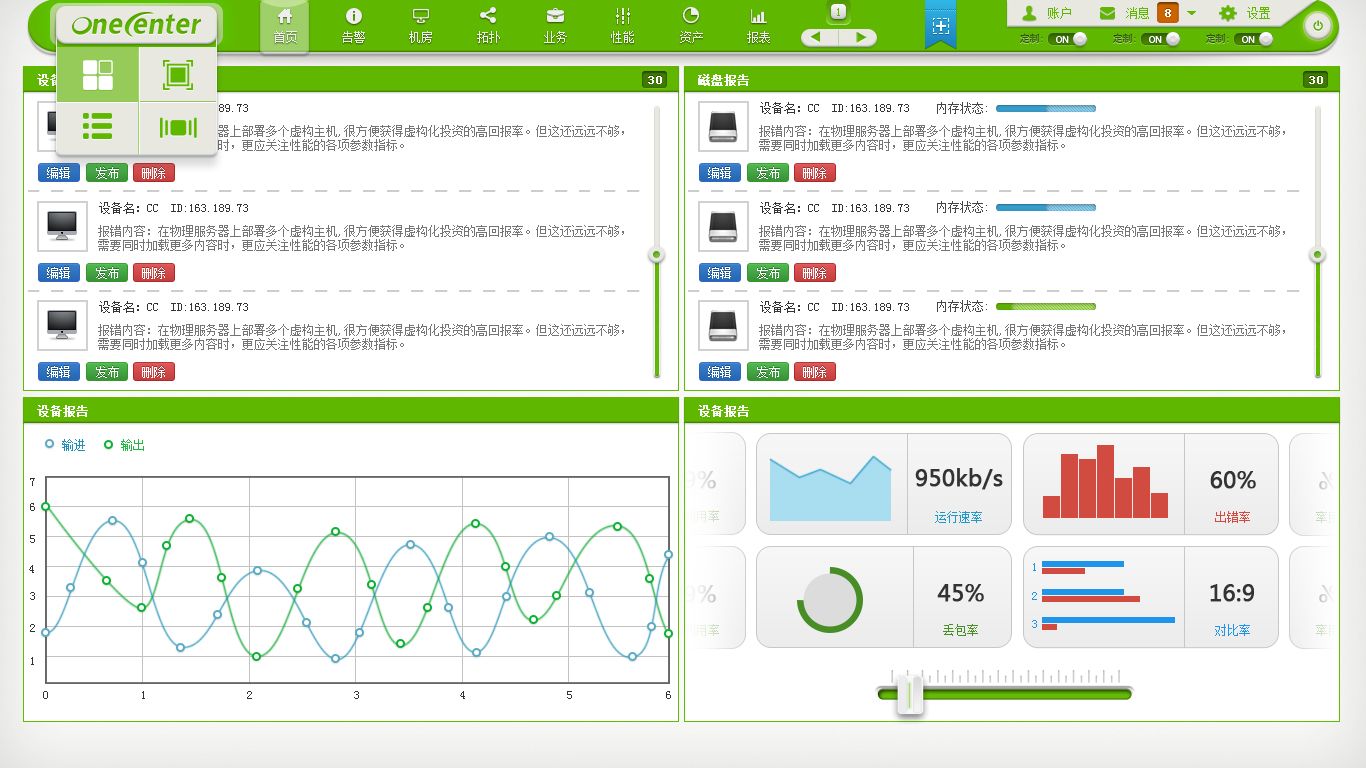 OneCenter
首页
告警
机房
拓扑
业务
性能
资产
报表
1
账户
消息
8
设置
定制:
ON
定制:
ON
定制:
ON
30
89.73
器上部署多个虚构主机,很方便获得虚构化投资的高回报率。但这还远远不够,
时,更应关注性能的各项参数指标。
编辑
发布
删除
设备名: CC ID:163.189.73
报错内容: 在物理服务器上部署多个虚构主机,很方便获得虚构化投资的高回报率。但这还远远不够,
需要同时加载更多内容时,更应关注性能的各项参数指标。
编辑
发布
删除
设备名: CC ID:163.189.73
报错内容: 在物理服务器上部署多个虚构主机,很方便获得虚构化投资的高回报率。但这还远远不够,
需要同时加载更多内容时,更应关注性能的各项参数指标。
编辑
发布
删除
磁盘报告
30
设备名: CC ID:163.189.73 内存状态:
报错内容: 在物理服务器上部署多个虚构主机,很方便获得虚构化投资的高回报率。但这还远远不够,
需要同时加载更多内容时,更应关注性能的各项参数指标。
编辑
发布
删除
设备名: CC ID:163.189.73 内存状态:
报错内容: 在物理服务器上部署多个虚构主机,很方便获得虚构化投资的高回报率。但这还远远不够,
需要同时加载更多内容时,更应关注性能的各项参数指标。
编辑
发布
删除
设备名: CC ID:163.189.73 内存状态:
报错内容: 在物理服务器上部署多个虚构主机,很方便获得虚构化投资的高回报率。但这还远远不够,
需要同时加载更多内容时,更应关注性能的各项参数指标。
编辑
发布
删除
设备报告
输进
输出
7
6
5
4
3
2
1
0
1
2
3
4
5
6
设备报告
9%
用率
950kb/s
运行速率
60%
出错率
9%
用率
45%
丢包率
1
2
3
16:9
对比率